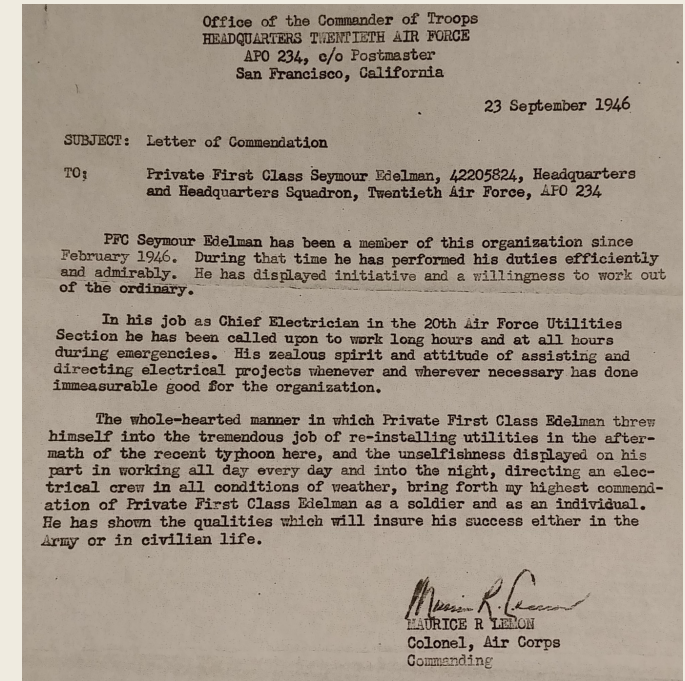 Office of the Commander of Troops
HEADQUARTERS TWENTIETH AIR FORCE
APO 234, c/o Postmaster
San Francisco, California
23 September 1946
SUBJECT: Letter of Commendation
TO: Private First Class Seymour Edelman, 42205824, Headquarters
and Headquarters Squadron, Twentieth Air Force, APO 234
PFC Seymour Edelman has been a member of this organization since
February 1946. During that time he has performed his duties efficiently
and admirably. He has displayed initiative and a willingness to work out
of the ordinary.
In his job as Chief Electrician in the 20th Air Force Utilities
Section he has been called upon to work long hours and at all hours
during emergencies. His zealous spirit and attitude of assisting and
directing electrical projects whenever and wherever necessary has done
immeasurable good for the organization.
The whole-hearted manner in which Private First Class Edelman threw
himself into the tremendous job of re-installing utilities in the after-
math of the recent typhoon here, and the unselfishness displayed on his
part in working all day every day and into the night, directing an elec-
trical crew in all conditions of weather, bring forth my highest commend-
ation of Private First Class Edelman as a soldier and as an individual.
He has shown the qualities which will insure his success either in the
Army or in civilian life.
MAURICE R LEMON
Colonel, Air Corps
Commanding